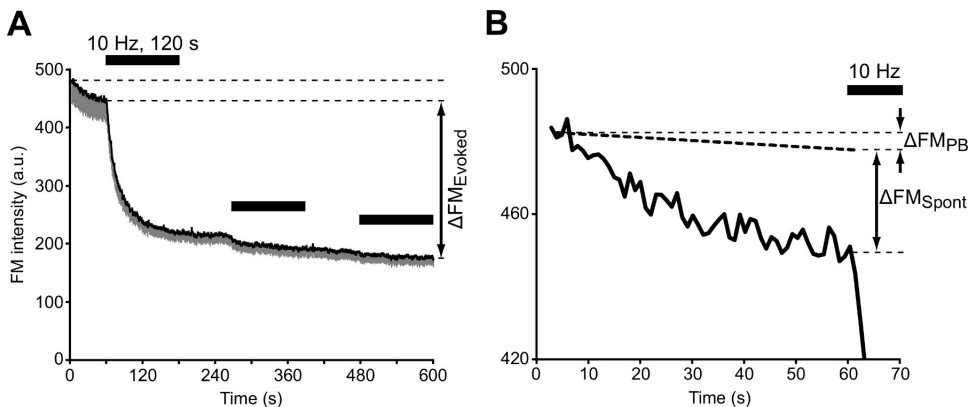 A
10 Hz, 120 s
500
400
300
200
100
0
FM intensity (a.u.)
0 120 240 360 480 600
Time (s)
ΔFMEvoked
B
10 Hz
500
460
420
0 10 20 30 40 50 60 70
Time (s)
ΔFMPB
ΔFMSpont